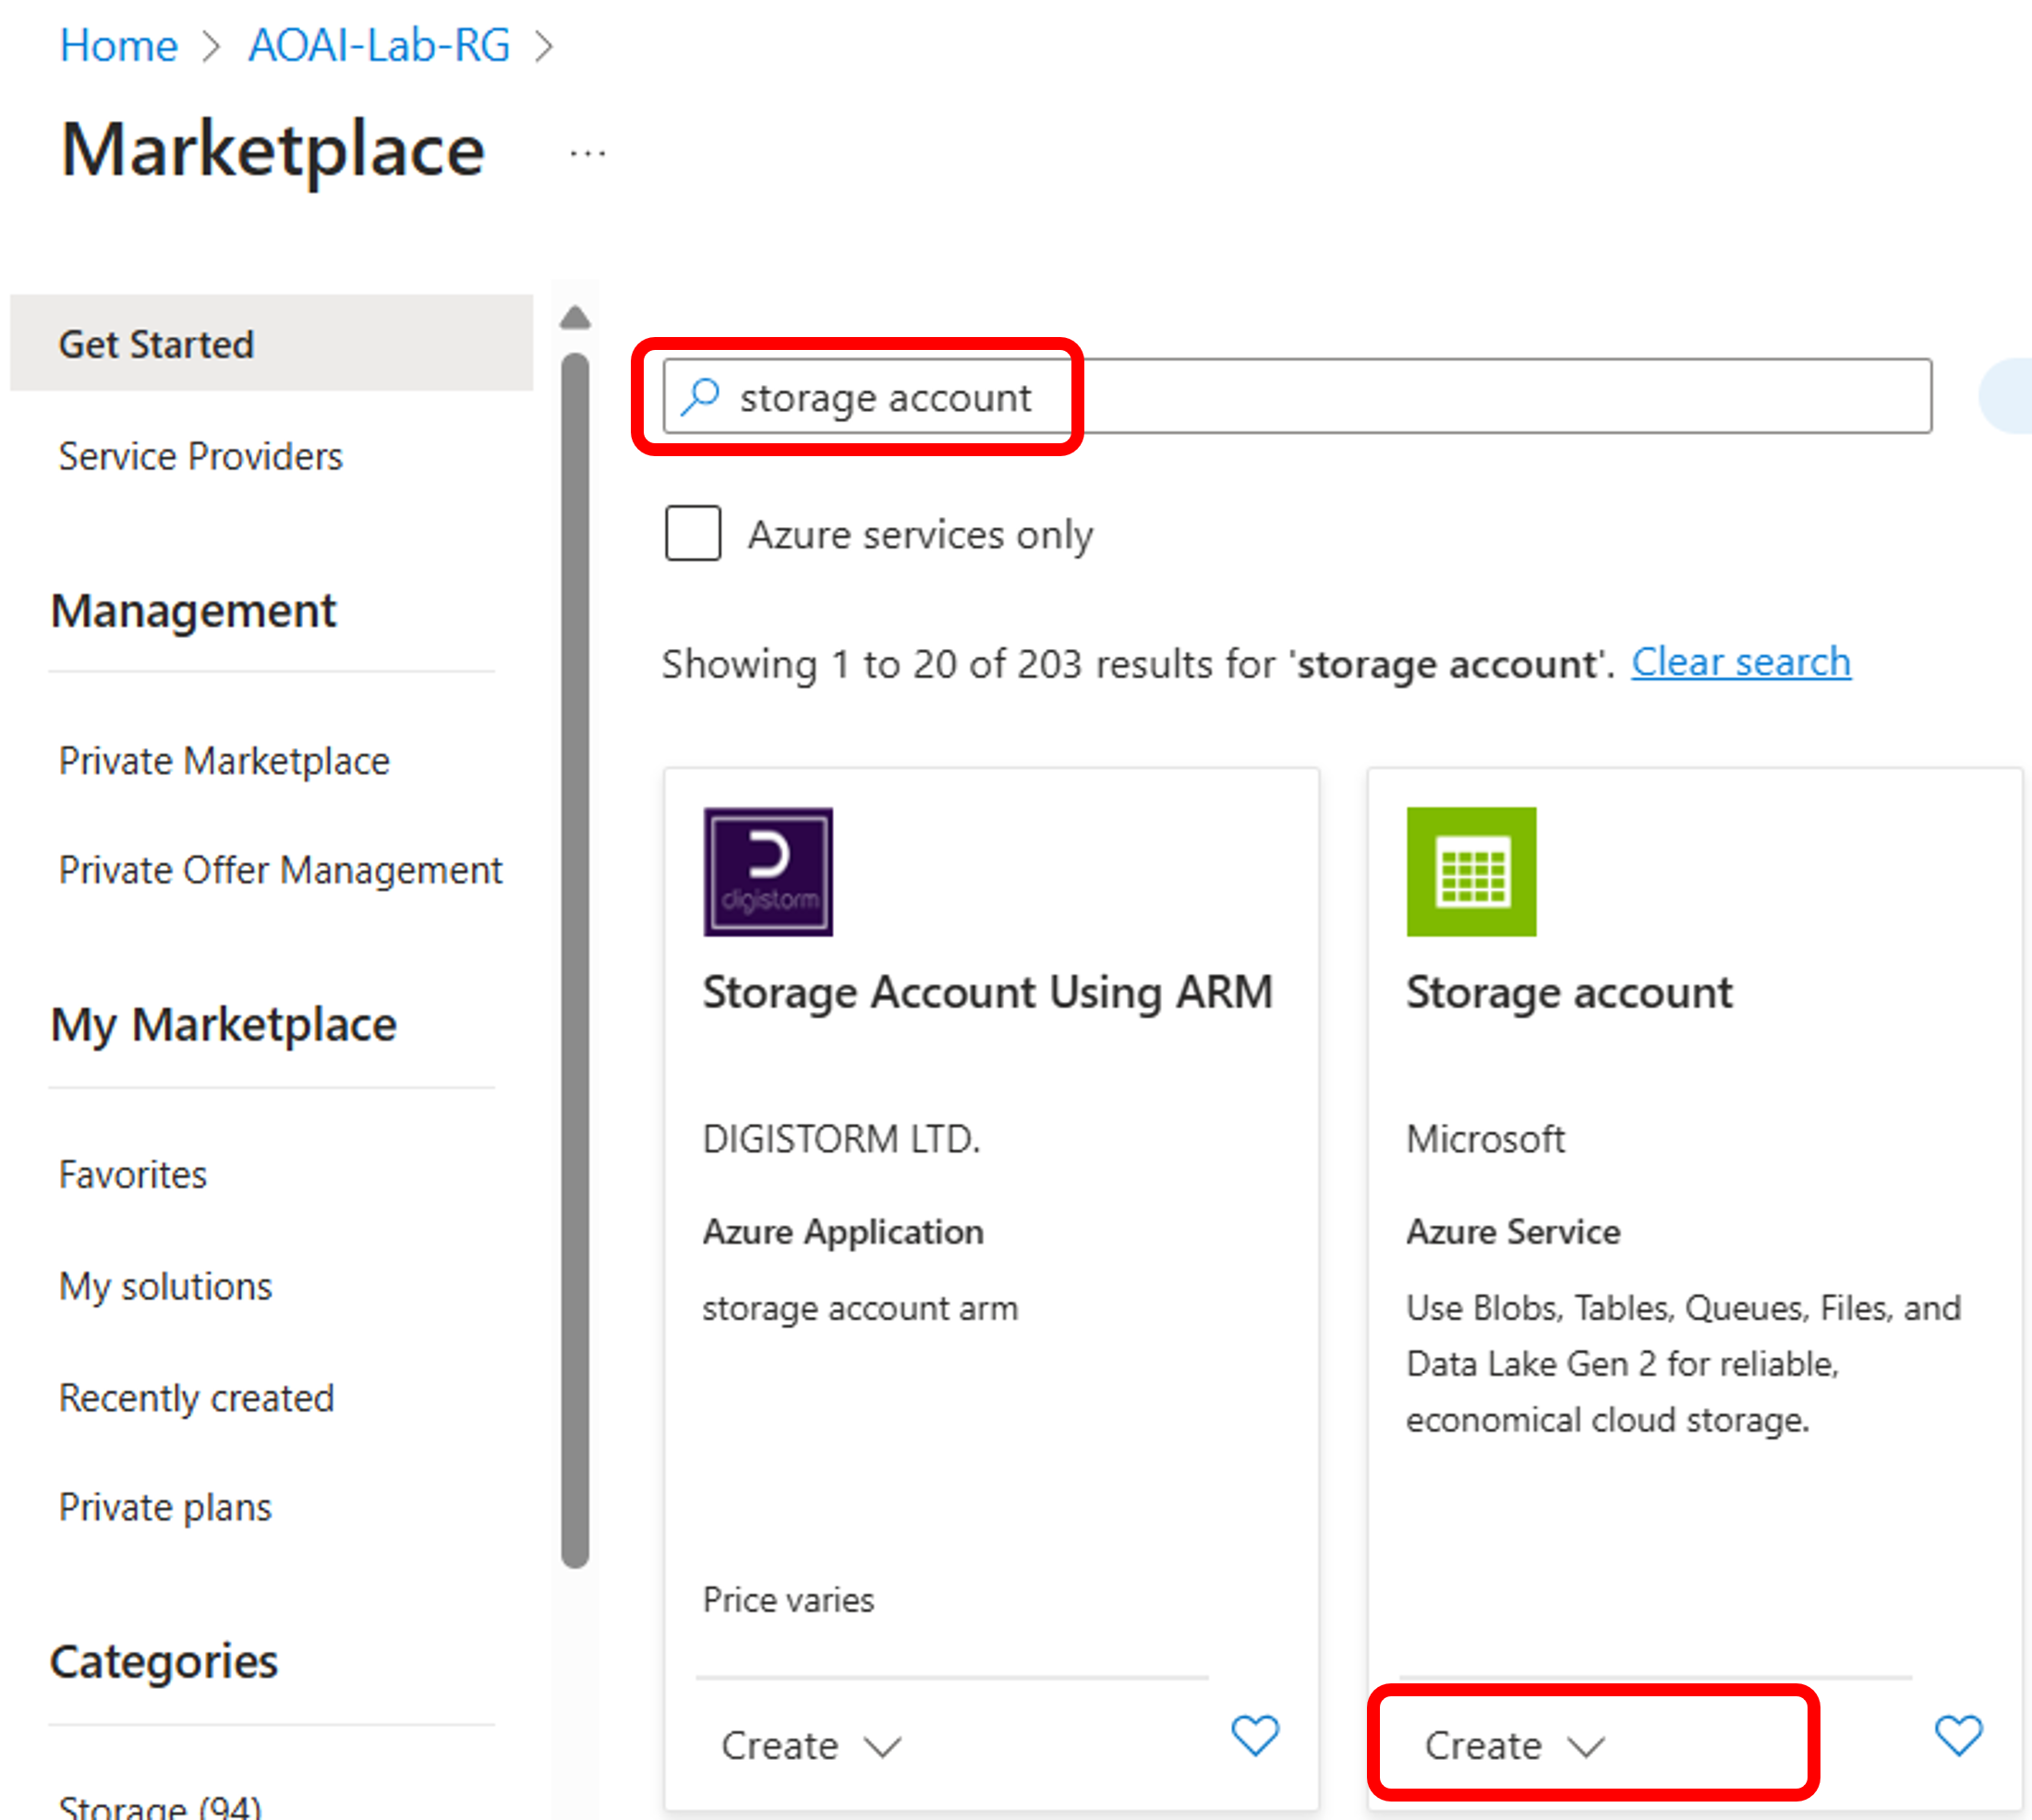 Home > AOAI-Lab-RG >
Marketplace ...
Get Started
Service Providers
Management
Private Marketplace
Private Offer Management
My Marketplace
Favorites
My solutions
Recently created
Private plans
Categories
Storage (94)
storage account
Azure services only
Showing 1 to 20 of 203 results for 'storage account'. Clear search
digistorm
Storage Account Using ARM
DIGISTORM LTD.
Azure Application
storage account arm
Price varies
Create
Storage account
Microsoft
Azure Service
Use Blobs, Tables, Queues, Files, and
Data Lake Gen 2 for reliable,
economical cloud storage.
Create